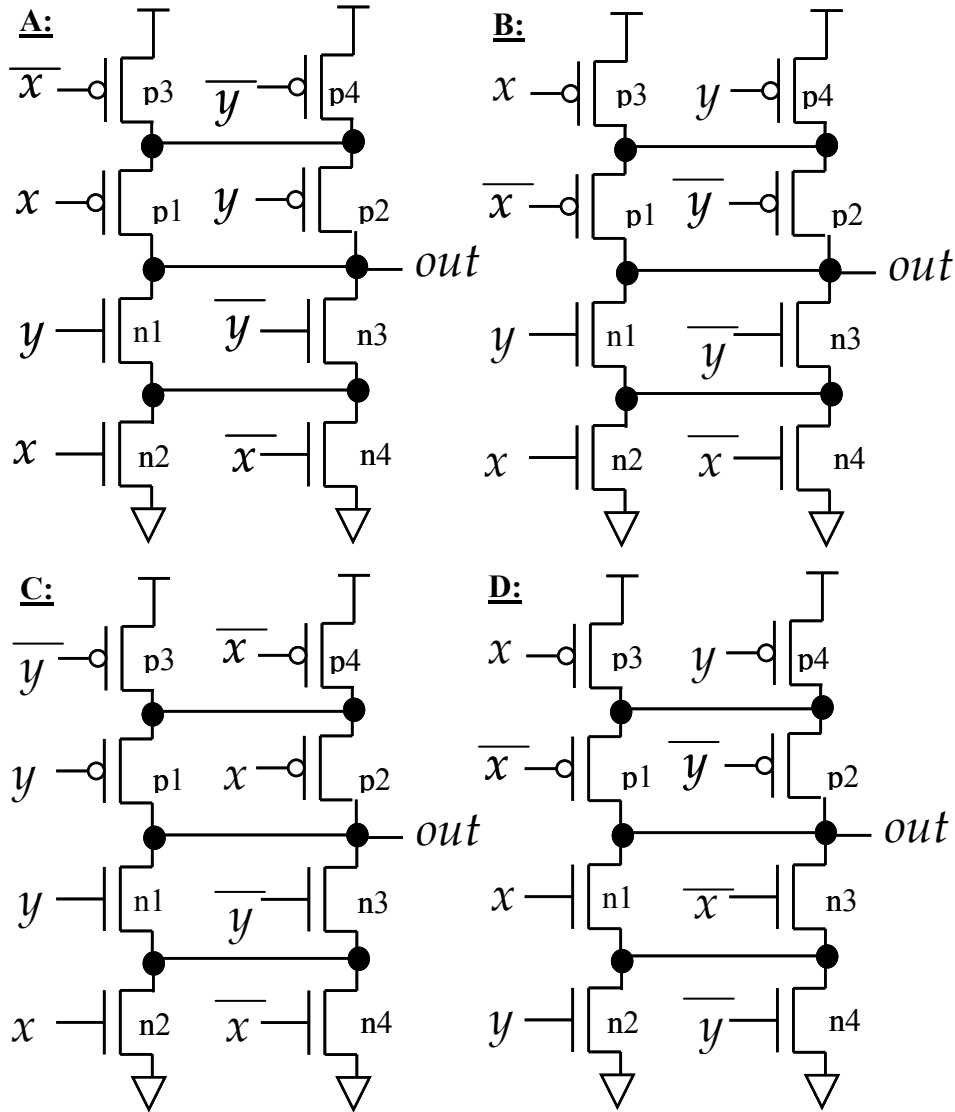 A:
x̅ p3 y̅ p4
x p1 y p2
out
y n1 y̅ n3
x n2 x̅ n4
B:
x p3 y p4
x̅ p1 y̅ p2
out
y n1 y̅ n3
x n2 x̅ n4
C:
y̅ p3 x̅ p4
y p1 x p2
out
y n1 y̅ n3
x n2 x̅ n4
D:
x p3 y p4
x̅ p1 y̅ p2
out
x n1 x̅ n3
y n2 y̅ n4